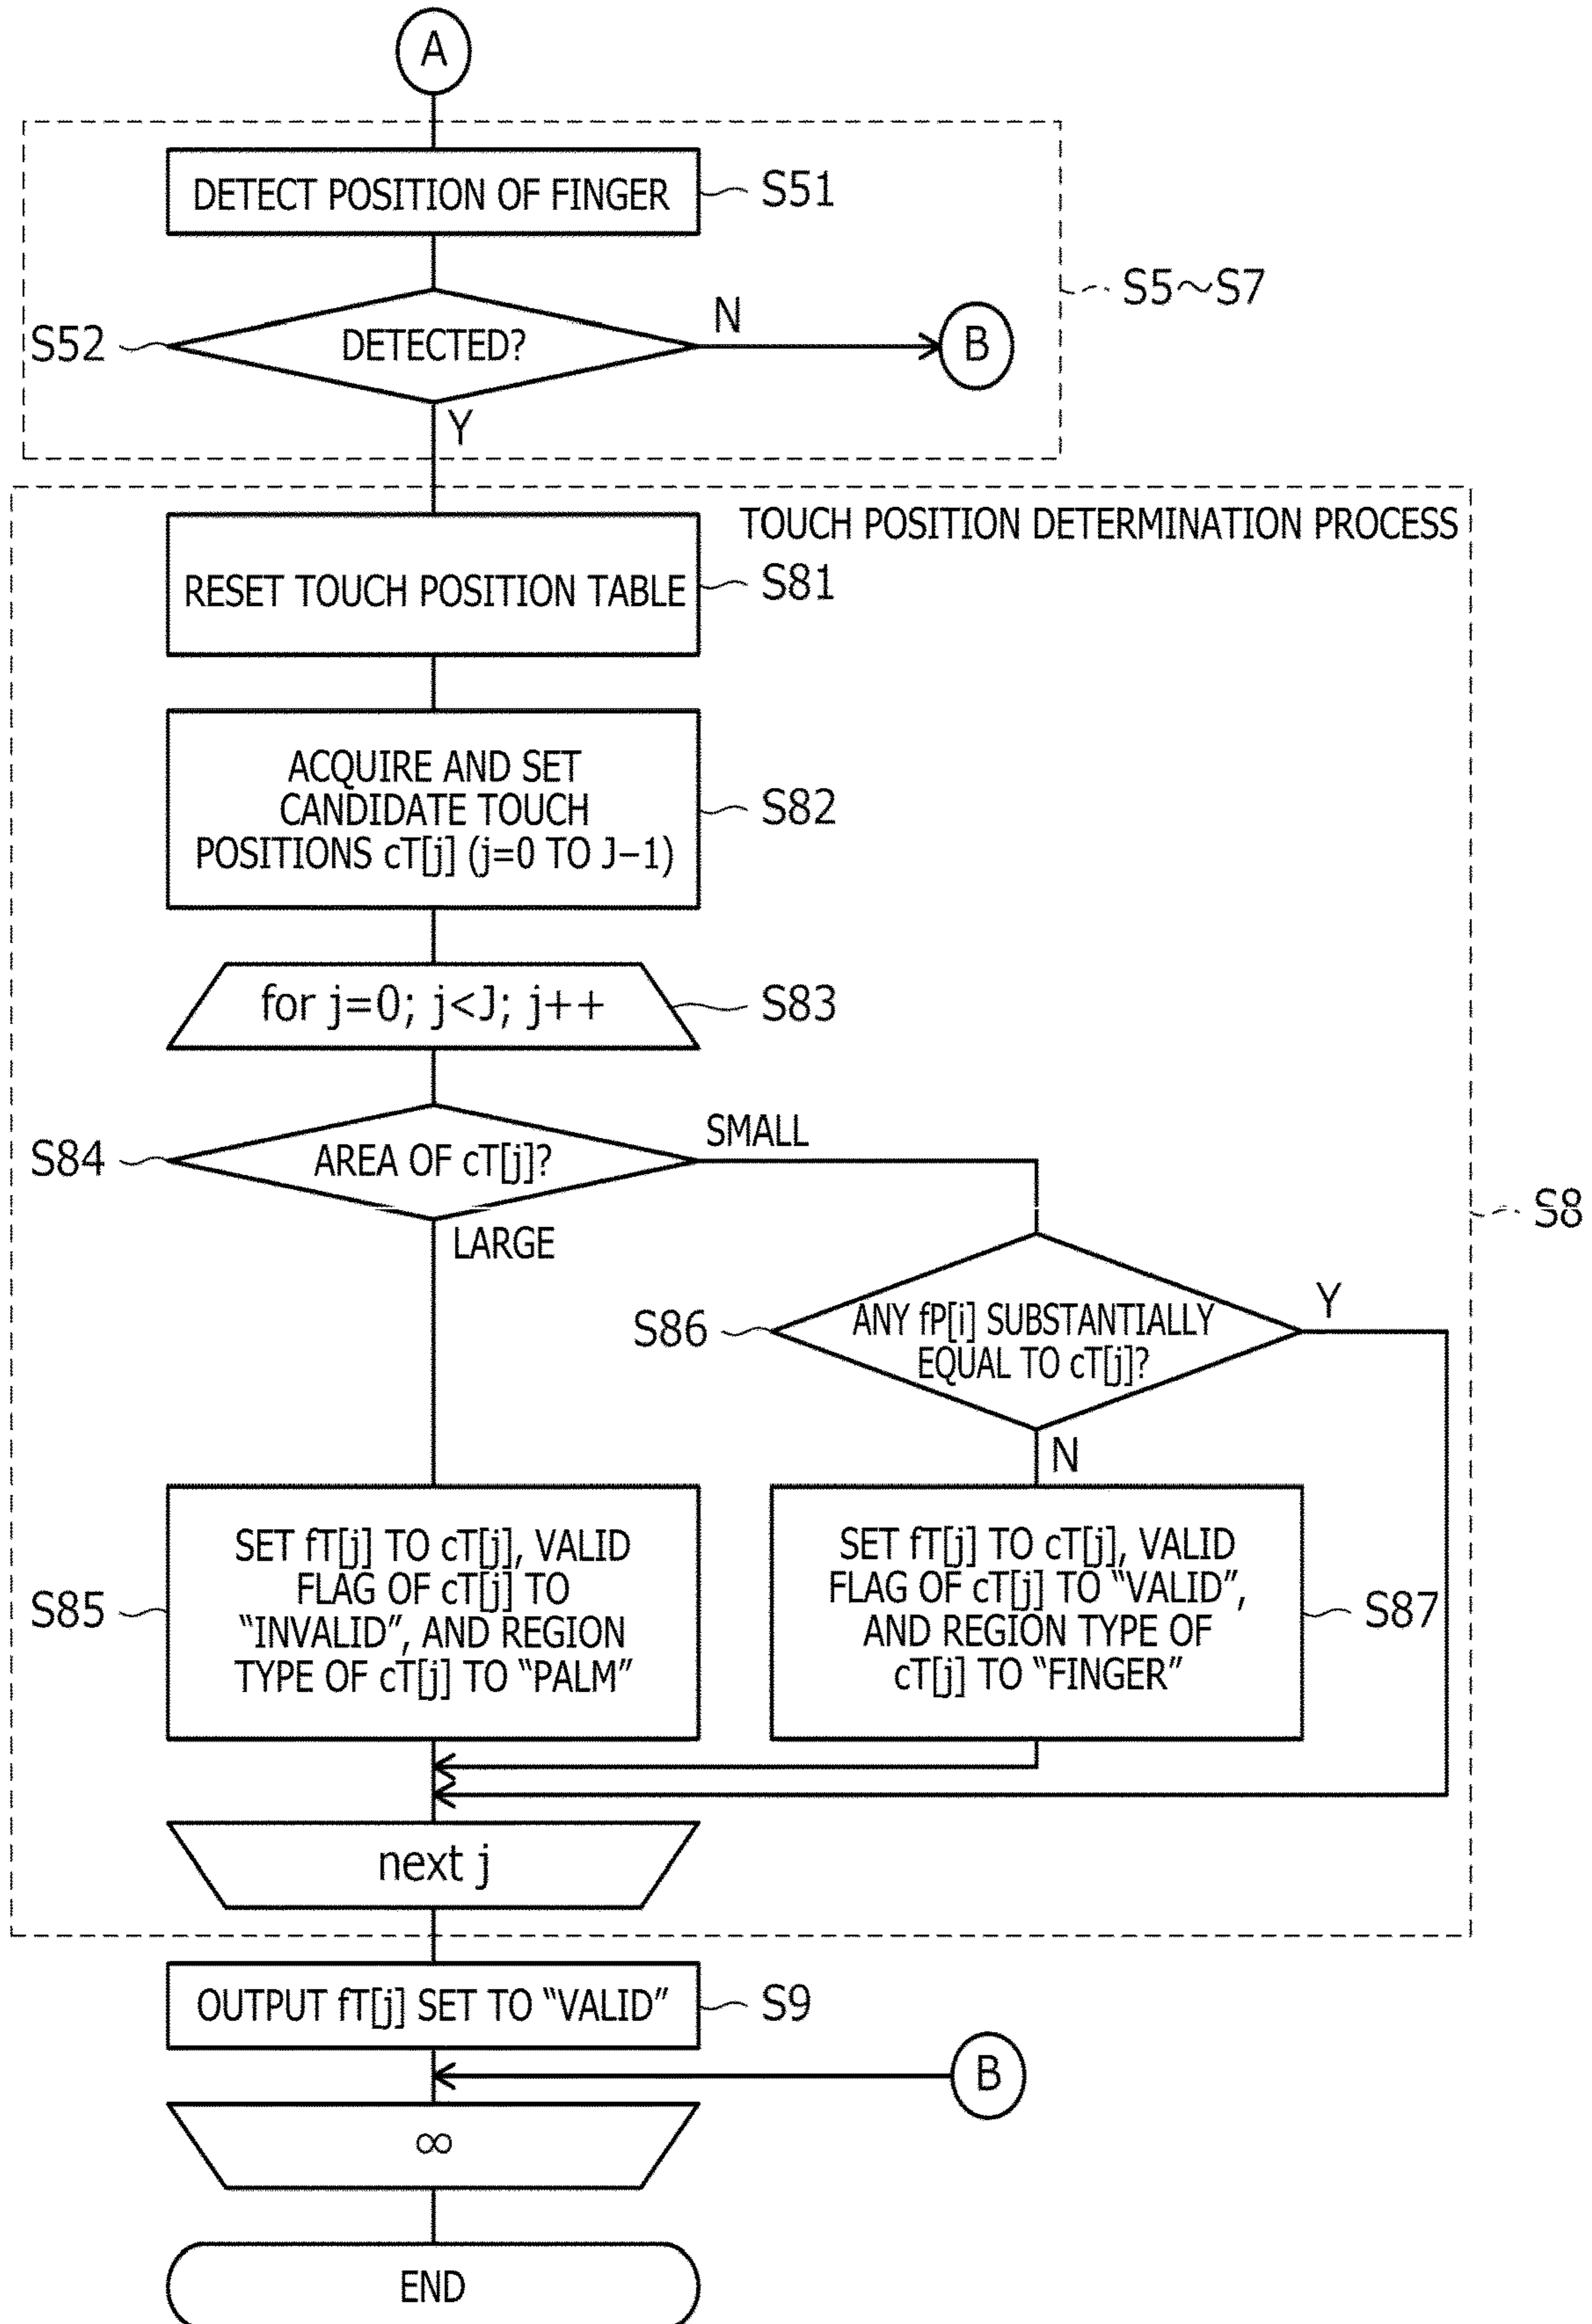 A
DETECT POSITION OF FINGER
S51
S5~S7
S52
DETECTED?
N
B
Y
TOUCH POSITION DETERMINATION PROCESS
RESET TOUCH POSITION TABLE
S81
ACQUIRE AND SET
CANDIDATE TOUCH
POSITIONS cT[j] (j=0 TO J–1)
S82
for j=0; j<J; j++
S83
S84
AREA OF cT[j]?
SMALL
LARGE
S8
S86
ANY fP[i] SUBSTANTIALLY
EQUAL TO cT[j]?
Y
N
S85
SET fT[j] TO cT[j], VALID
FLAG OF cT[j] TO
“INVALID”, AND REGION
TYPE OF cT[j] TO “PALM”
SET fT[j] TO cT[j], VALID
FLAG OF cT[j] TO “VALID”,
AND REGION TYPE OF
cT[j] TO “FINGER”
S87
next j
OUTPUT fT[j] SET TO “VALID”
S9
B
∞
END